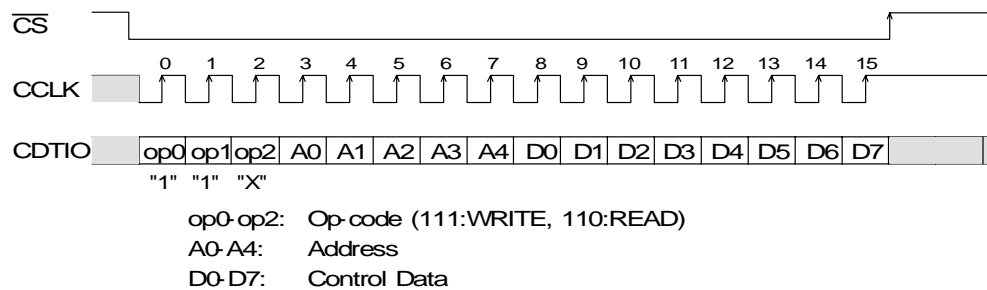 CS
0 1 2 3 4 5 6 7 8 9 10 11 12 13 14 15
CCLK
CDTIO op0 op1 op2 A0 A1 A2 A3 A4 D0 D1 D2 D3 D4 D5 D6 D7
"1" "1" "X"
op0-op2: Op-code (111:WRITE, 110:READ)
A0-A4: Address
D0-D7: Control Data